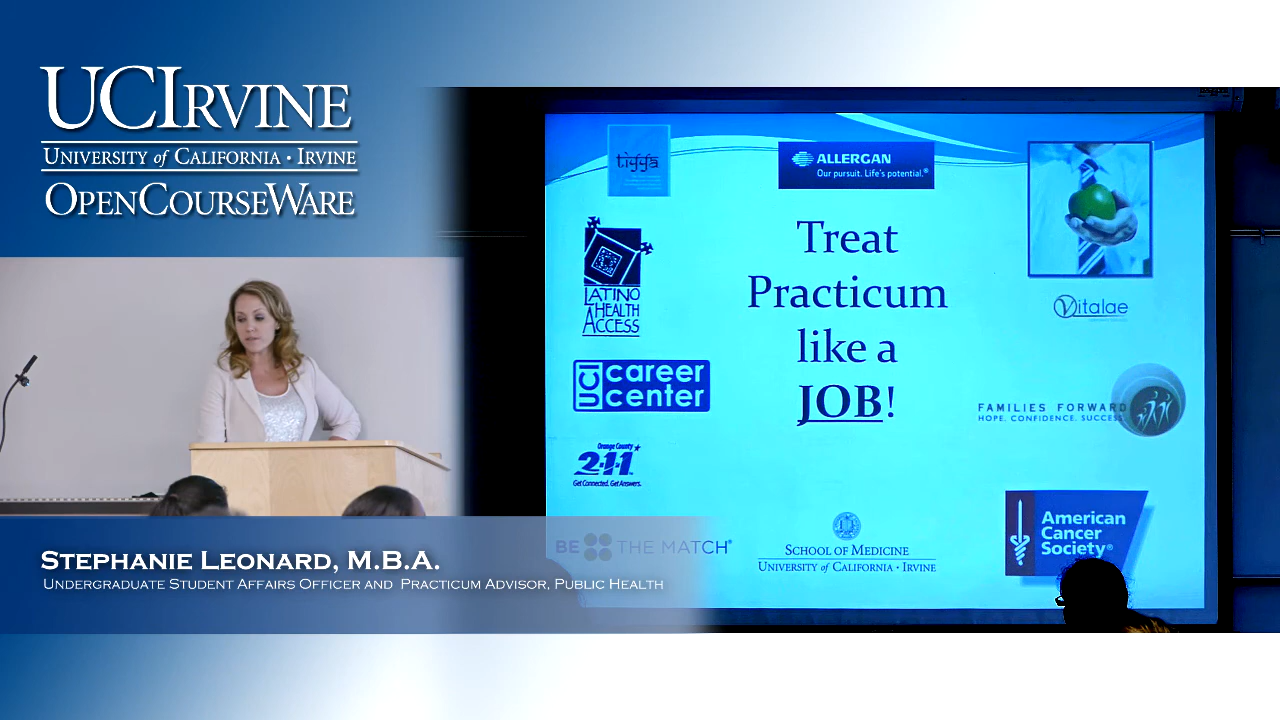 UCIRVINE
UNIVERSITY of CALIFORNIA · IRVINE
OPENCOURSEWARE
STEPHANIE LEONARD, M.B.A.
UNDERGRADUATE STUDENT AFFAIRS OFFICER AND PRACTICUM ADVISOR, PUBLIC HEALTH
tiyya
ALLERGAN
Our pursuit. Life's potential.®
Treat
Practicum
like a
JOB!
LATINO
HEALTH
ACCESS
UCI career
center
Orange County
2-1-1
Get Connected. Get Answers.
Vitalae
FAMILIES FORWARD
HOPE. CONFIDENCE. SUCCESS.
BE THE MATCH®
SCHOOL OF MEDICINE
UNIVERSITY of CALIFORNIA · IRVINE
American
Cancer
Society®